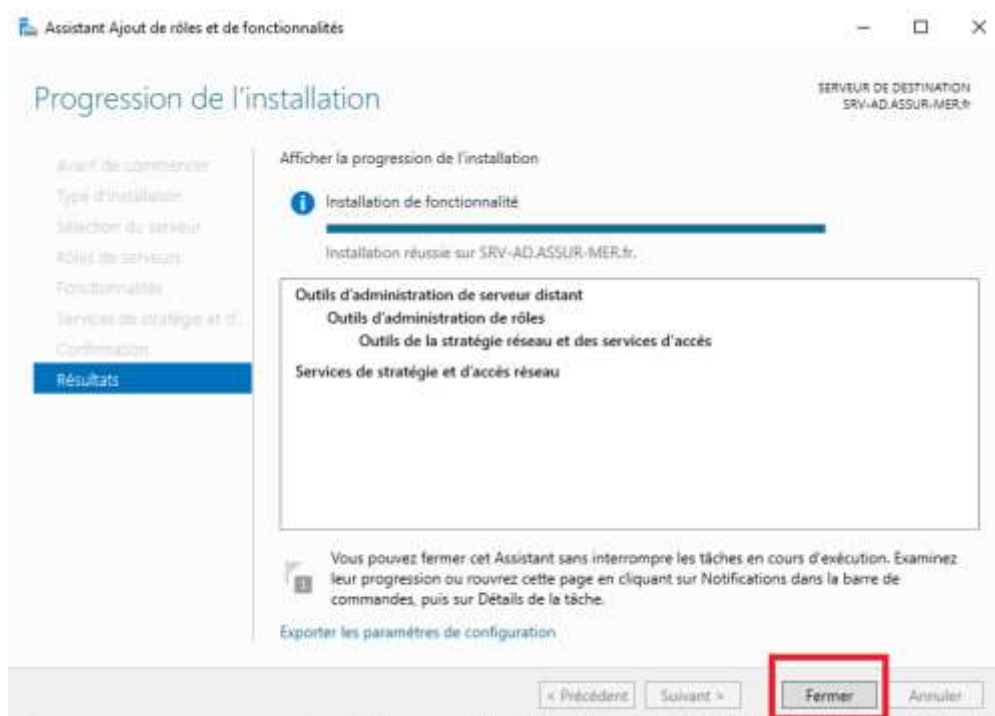 Assistant Ajout de rôles et de fonctionnalités
Progression de l'installation
SERVEUR DE DESTINATION
SRV-AD.ASSUR-MER.fr
Avant de commencer
Type d'installation
Sélection du serveur
Rôles de serveurs
Fonctionnalités
Services de stratégie et d'...
Confirmation
Résultats
Afficher la progression de l'installation
Installation de fonctionnalité
Installation réussie sur SRV-AD.ASSUR-MER.fr.
Outils d'administration de serveur distant
Outils d'administration de rôles
Outils de la stratégie réseau et des services d'accès
Services de stratégie et d'accès réseau
1
Vous pouvez fermer cet Assistant sans interrompre les tâches en cours d'exécution. Examinez
leur progression ou rouvrez cette page en cliquant sur Notifications dans la barre de
commandes, puis sur Détails de la tâche.
Exporter les paramètres de configuration
< Précédent
Suivant >
Fermer
Annuler